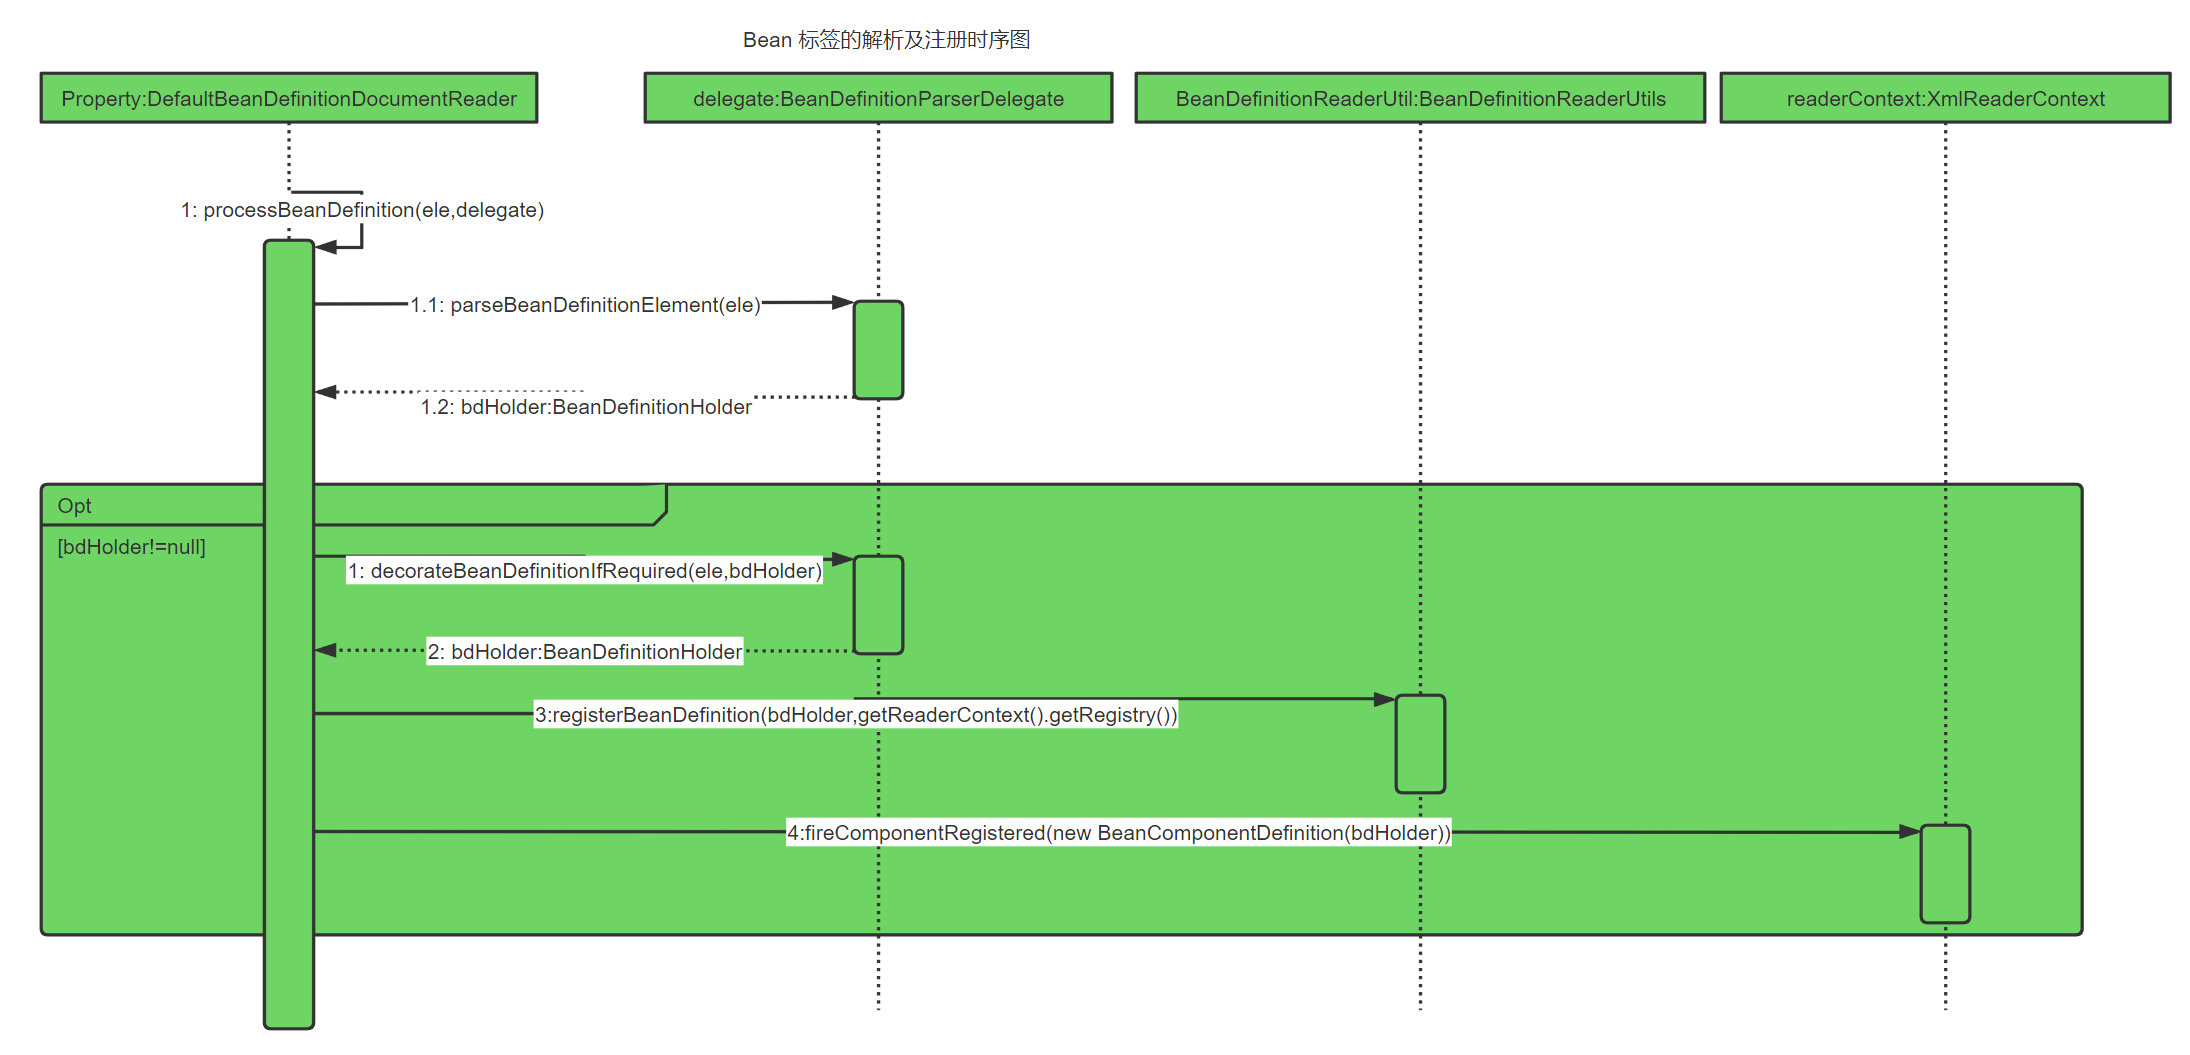 Bean 标签的解析及注册时序图
Property:DefaultBeanDefinitionDocumentReader
delegate:BeanDefinitionParserDelegate
BeanDefinitionReaderUtil:BeanDefinitionReaderUtils
readerContext:XmlReaderContext
1: processBeanDefinition(ele,delegate)
1.1: parseBeanDefinitionElement(ele)
1.2: bdHolder:BeanDefinitionHolder
Opt
[bdHolder!=null]
1: decorateBeanDefinitionIfRequired(ele,bdHolder)
2: bdHolder:BeanDefinitionHolder
3:registerBeanDefinition(bdHolder,getReaderContext().getRegistry())
4:fireComponentRegistered(new BeanComponentDefinition(bdHolder))